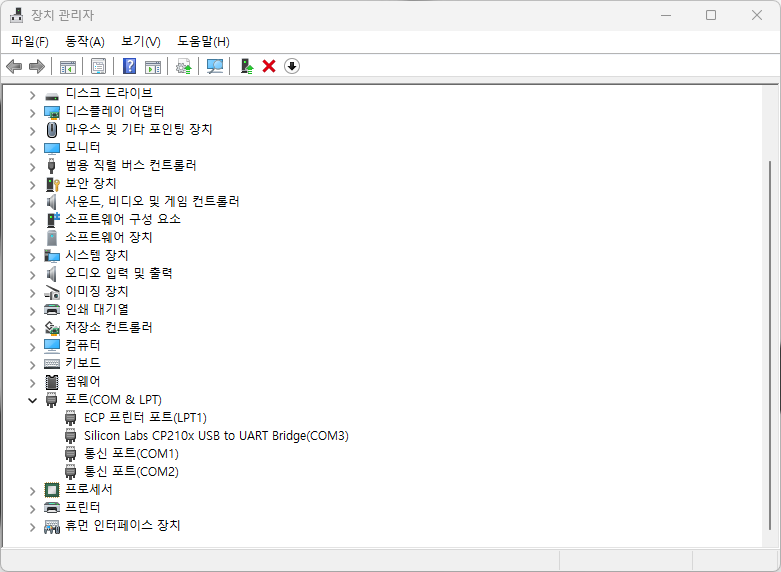 장치 관리자
파일(F) 동작(A) 보기(V) 도움말(H)
디스크 드라이브
디스플레이 어댑터
마우스 및 기타 포인팅 장치
모니터
범용 직렬 버스 컨트롤러
보안 장치
사운드, 비디오 및 게임 컨트롤러
소프트웨어 구성 요소
소프트웨어 장치
시스템 장치
오디오 입력 및 출력
이미징 장치
인쇄 대기열
저장소 컨트롤러
컴퓨터
키보드
펌웨어
포트(COM & LPT)
ECP 프린터 포트(LPT1)
Silicon Labs CP210x USB to UART Bridge(COM3)
통신 포트(COM1)
통신 포트(COM2)
프로세서
프린터
휴먼 인터페이스 장치